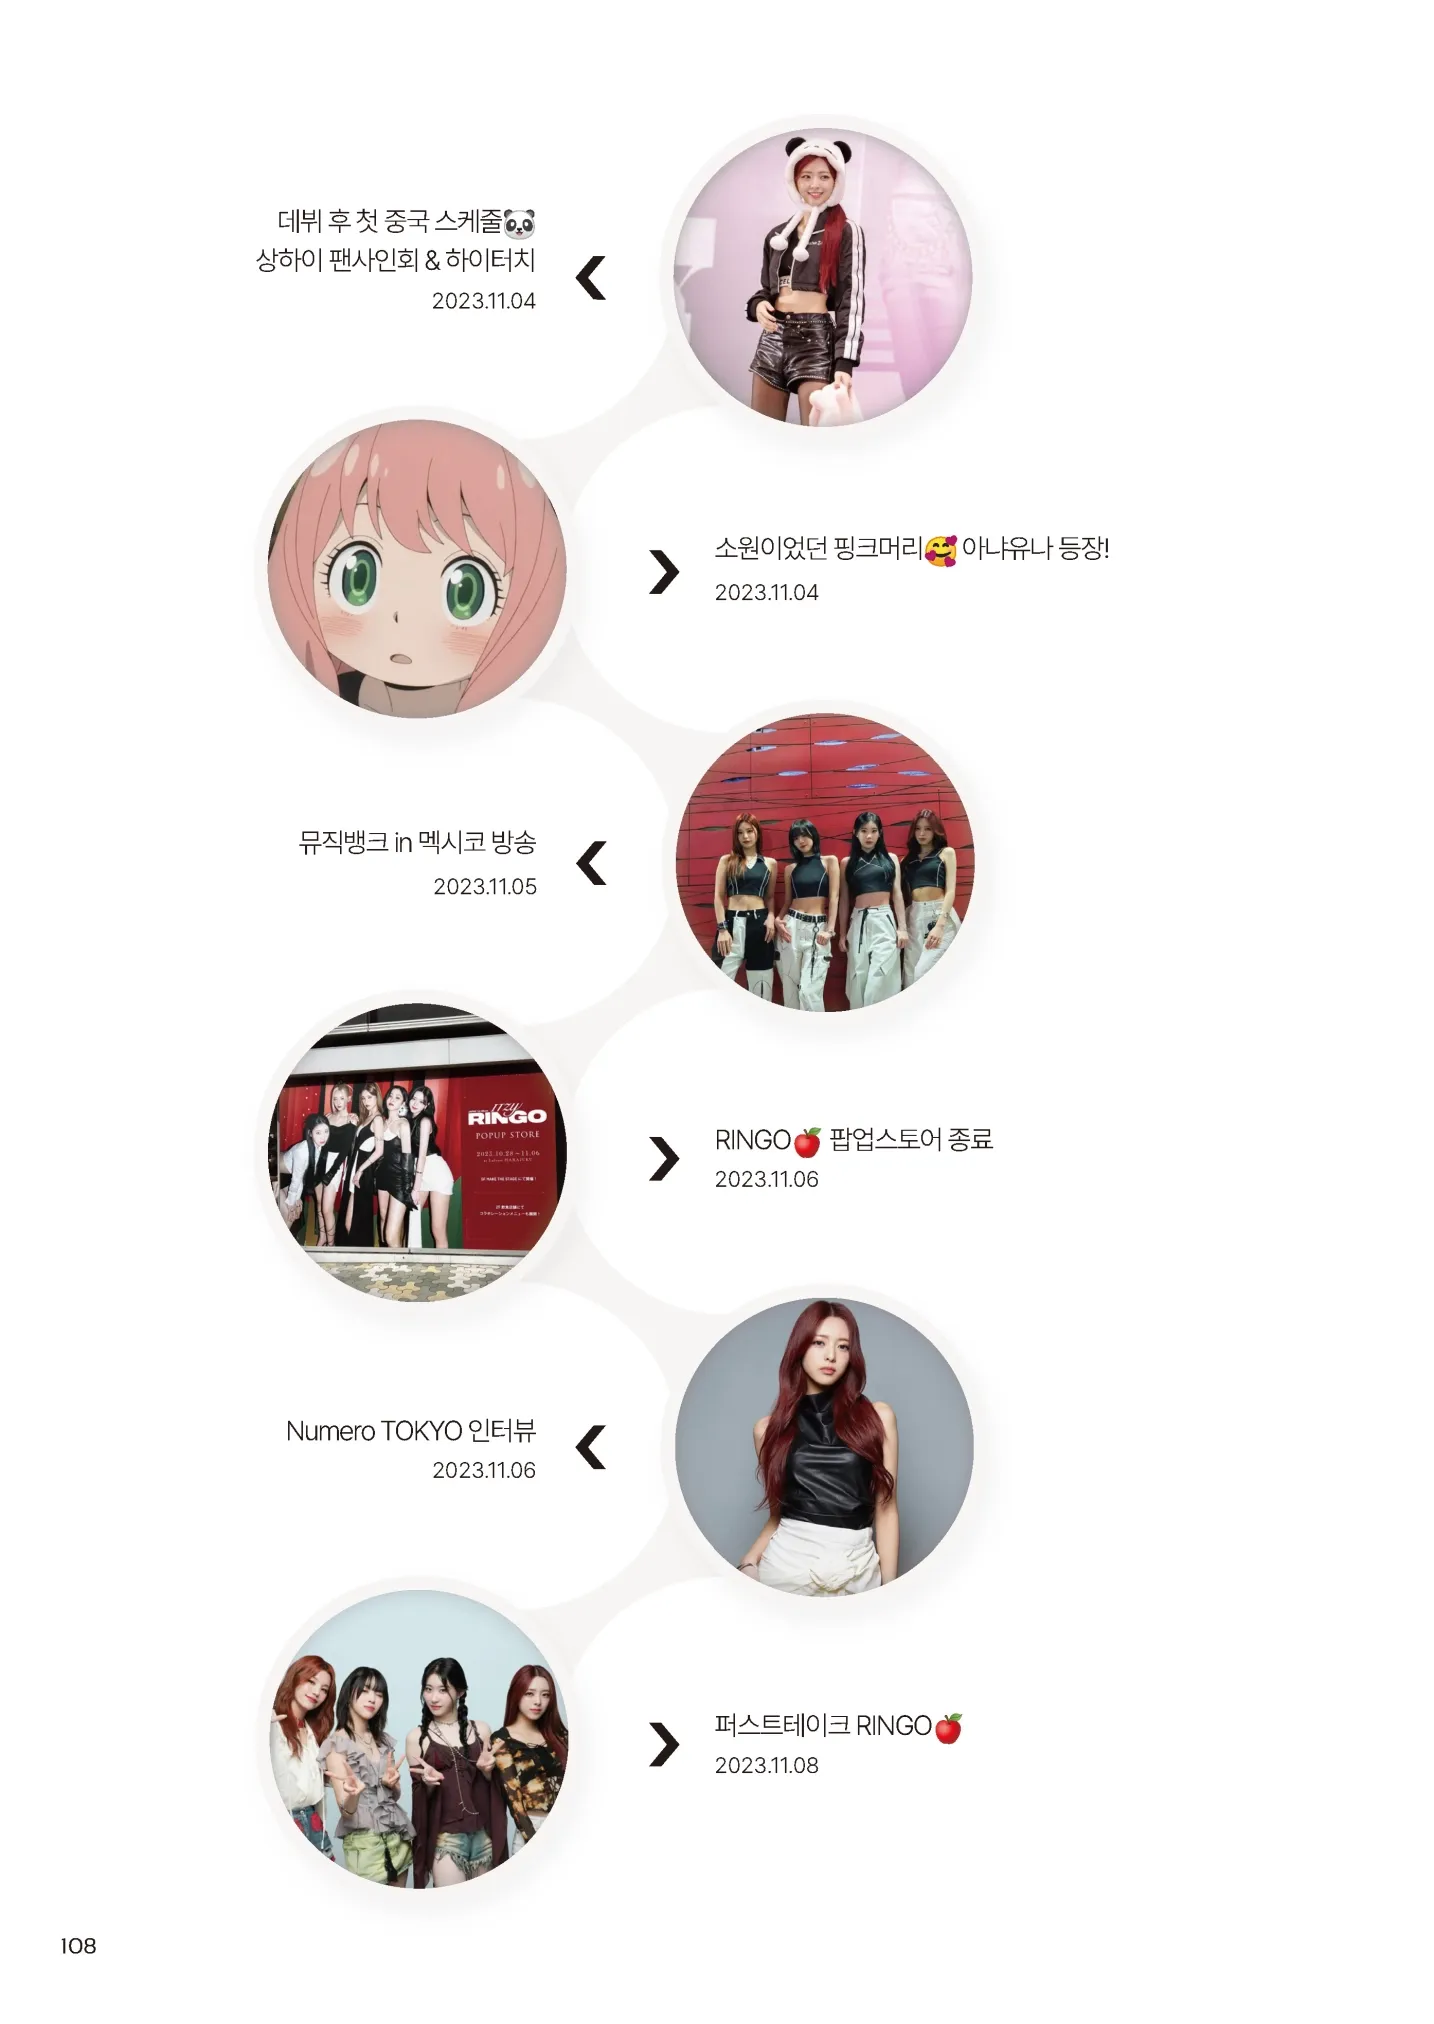 데뷔 후 첫 중국 스케줄🐼
상하이 팬사인회 & 하이터치
2023.11.04
소원이었던 핑크머리🥰 아냐유나 등장!
2023.11.04
뮤직뱅크 in 멕시코 방송
2023.11.05
ITZY
RINGO
POPUP STORE
2023.10.28 - 11.06
RINGO🍎 팝업스토어 종료
2023.11.06
Numero TOKYO 인터뷰
2023.11.06
퍼스트테이크 RINGO🍎
2023.11.08
108